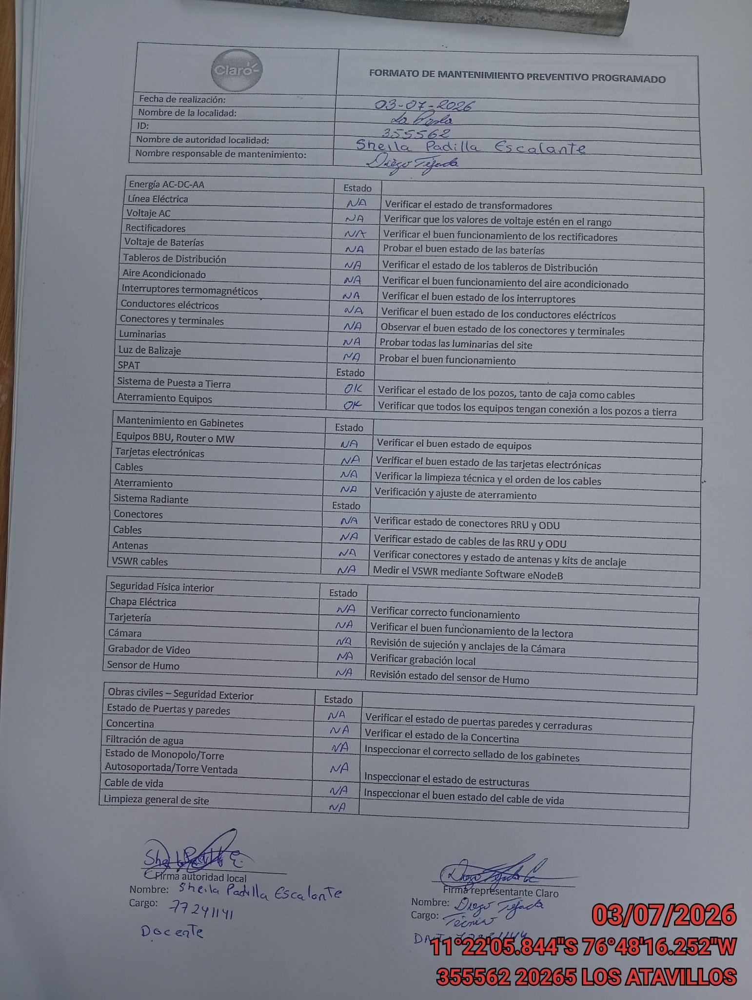 Claro
FORMATO DE MANTENIMIENTO PREVENTIVO PROGRAMADO
Fecha de realización: 03-07-2026
Nombre de la localidad: La Perla
ID: 355562
Nombre de autoridad localidad: Sheila Padilla Escalante
Nombre responsable de mantenimiento: Diego Tejada
Energía AC-DC-AA Estado
Línea Eléctrica NA Verificar el estado de transformadores
Voltaje AC NA Verificar que los valores de voltaje estén en el rango
Rectificadores NA Verificar el buen funcionamiento de los rectificadores
Voltaje de Baterías NA Probar el buen estado de las baterías
Tableros de Distribución NA Verificar el estado de los tableros de Distribución
Aire Acondicionado NA Verificar el buen funcionamiento del aire acondicionado
Interruptores termomagnéticos NA Verificar el buen estado de los interruptores
Conductores eléctricos NA Verificar el buen estado de los conductores eléctricos
Conectores y terminales NA Observar el buen estado de los conectores y terminales
Luminarias NA Probar todas las luminarias del site
Luz de Balizaje NA Probar el buen funcionamiento
SPAT Estado
Sistema de Puesta a Tierra OK Verificar el estado de los pozos, tanto de caja como cables
Aterramiento Equipos OK Verificar que todos los equipos tengan conexión a los pozos a tierra
Mantenimiento en Gabinetes Estado
Equipos BBU, Router o MW NA Verificar el buen estado de equipos
Tarjetas electrónicas NA Verificar el buen estado de las tarjetas electrónicas
Cables NA Verificar la limpieza técnica y el orden de los cables
Aterramiento NA Verificación y ajuste de aterramiento
Sistema Radiante Estado
Conectores NA Verificar estado de conectores RRU y ODU
Cables NA Verificar estado de cables de las RRU y ODU
Antenas NA Verificar conectores y estado de antenas y kits de anclaje
VSWR cables NA Medir el VSWR mediante Software eNodeB
Seguridad Física interior Estado
Chapa Eléctrica NA Verificar correcto funcionamiento
Tarjetería NA Verificar el buen funcionamiento de la lectora
Cámara NA Revisión de sujeción y anclajes de la Cámara
Grabador de Video NA Verificar grabación local
Sensor de Humo NA Revisión estado del sensor de Humo
Obras civiles – Seguridad Exterior Estado
Estado de Puertas y paredes NA Verificar el estado de puertas paredes y cerraduras
Concertina NA Verificar el estado de la Concertina
Filtración de agua NA Inspeccionar el correcto sellado de los gabinetes
Estado de Monopolo/Torre
Autosoportada/Torre Ventada NA Inspeccionar el estado de estructuras
Cable de vida NA Inspeccionar el buen estado del cable de vida
Limpieza general de site NA
Firma autoridad local
Nombre: Sheila Padilla Escalante
Cargo: 77241141
Docente
Firma representante Claro
Nombre: Diego Tejada
Cargo: Técnico
DNI:
03/07/2026
11°22'05.844"S 76°48'16.252"W
355562 20265 LOS ATAVILLOS